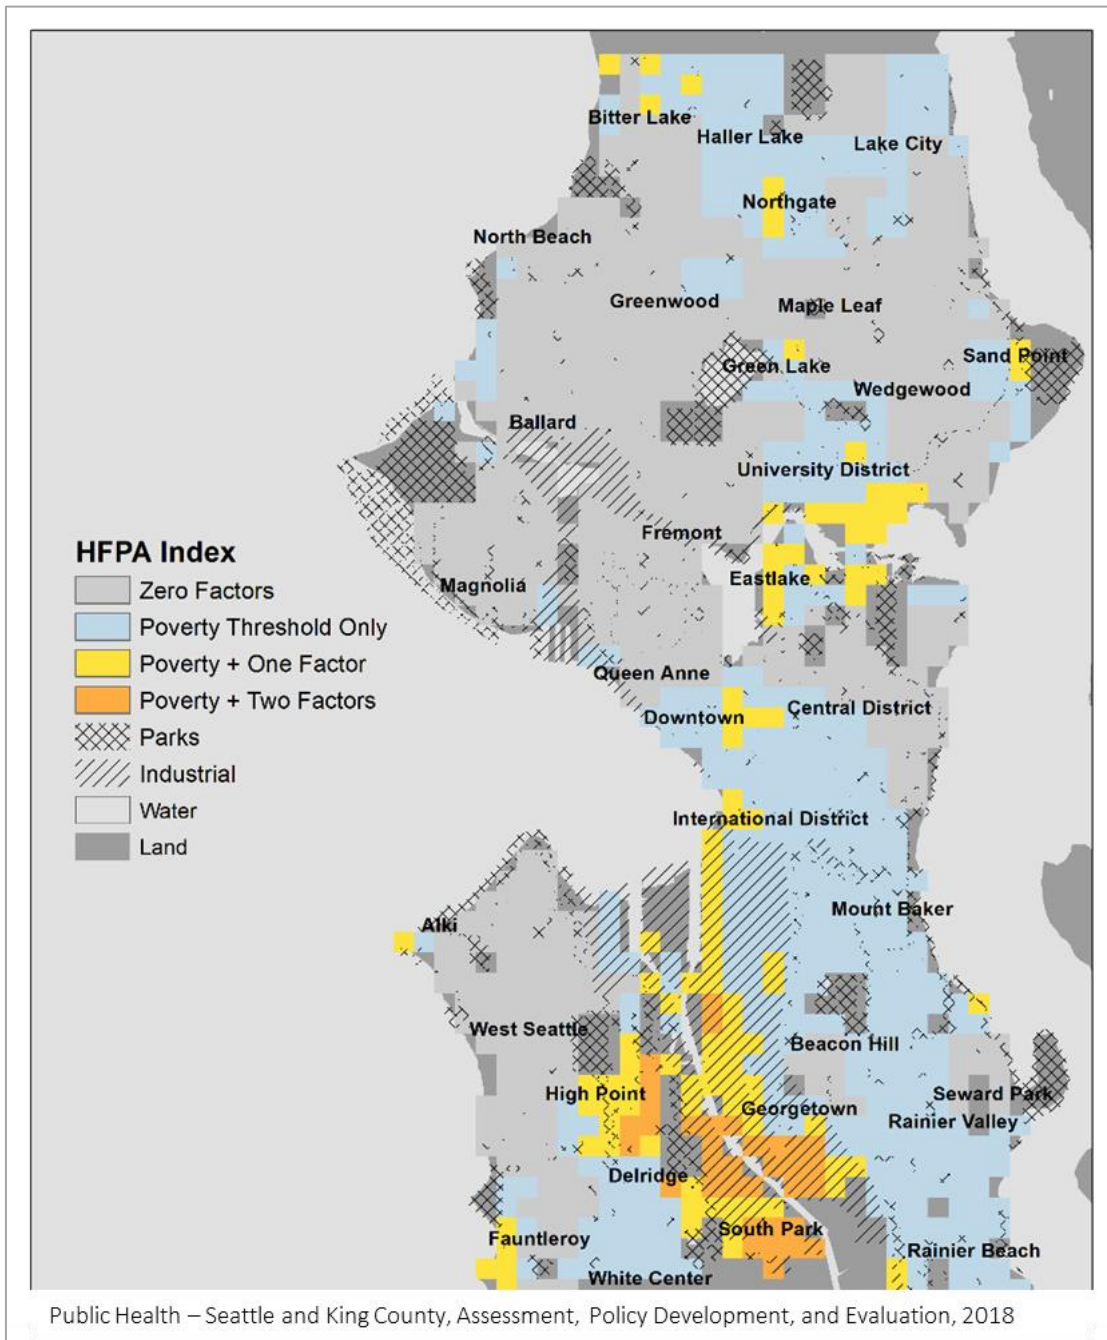 Bitter Lake
Haller Lake
Lake City
Northgate
North Beach
Greenwood
Maple Leaf
Sand Point
Green Lake
Wedgewood
Ballard
University District
Fremont
HFPA Index
Zero Factors
Poverty Threshold Only
Poverty + One Factor
Poverty + Two Factors
Parks
Industrial
Water
Land
Eastlake
Magnolia
Queen Anne
Downtown
Central District
International District
Mount Baker
Alki
West Seattle
Beacon Hill
High Point
Seward Park
Georgetown
Rainier Valley
Delridge
South Park
Fauntleroy
Rainier Beach
White Center
Public Health – Seattle and King County, Assessment, Policy Development, and Evaluation, 2018